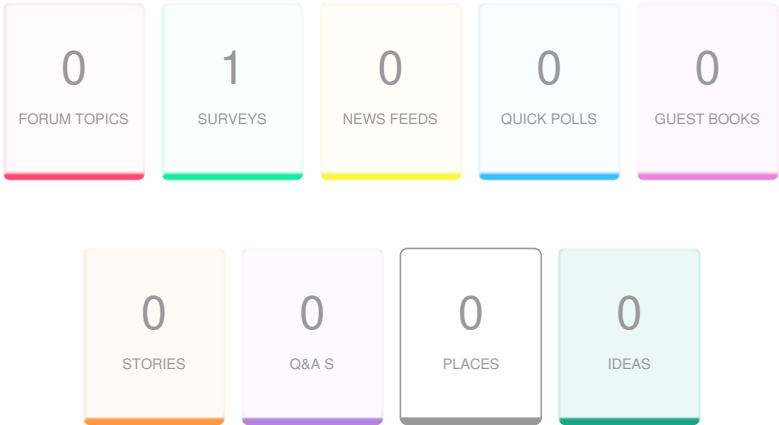 0 1 0 0 0
FORUM TOPICS SURVEYS NEWS FEEDS QUICK POLLS GUEST BOOKS
0 0 0 0
STORIES Q&A S PLACES IDEAS